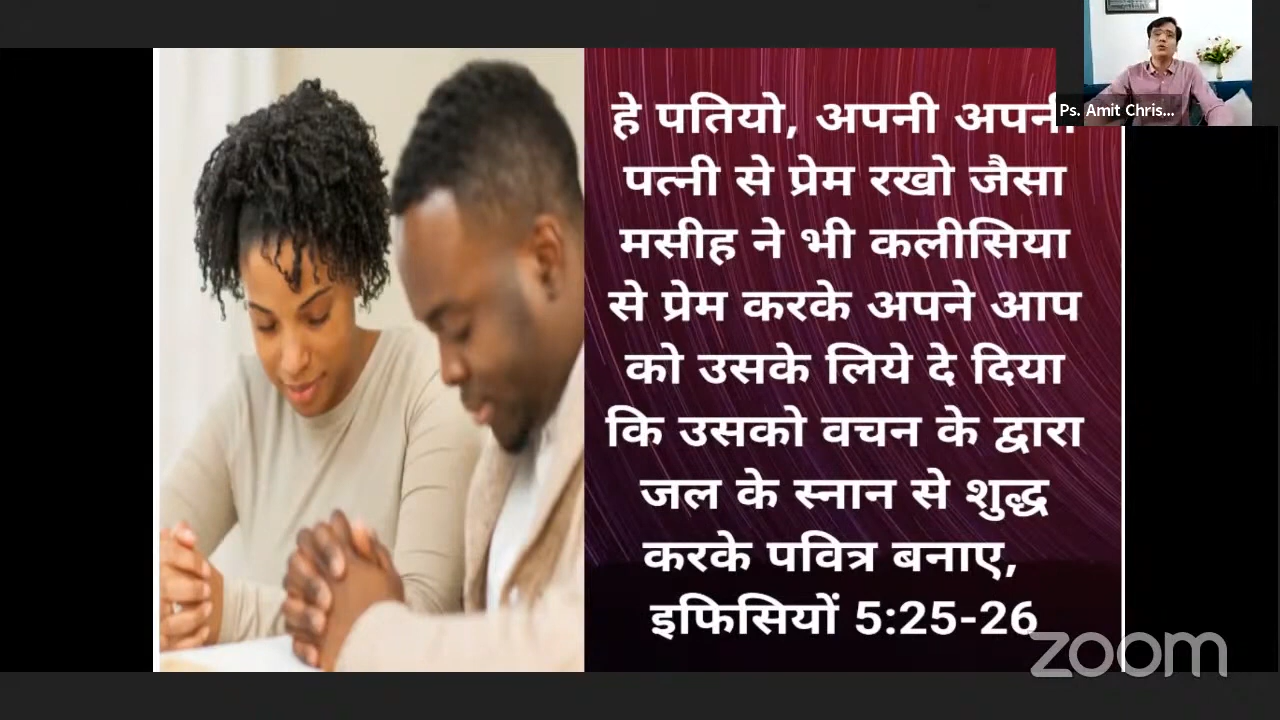 हे पतियो, अपनी अपनी
पत्नी से प्रेम रखो जैसा
मसीह ने भी कलीसिया
से प्रेम करके अपने आप
को उसके लिये दे दिया
कि उसको वचन के द्वारा
जल के स्नान से शुद्ध
करके पवित्र बनाए,
इफिसियों 5:25-26
Ps. Amit Chris...
zoom